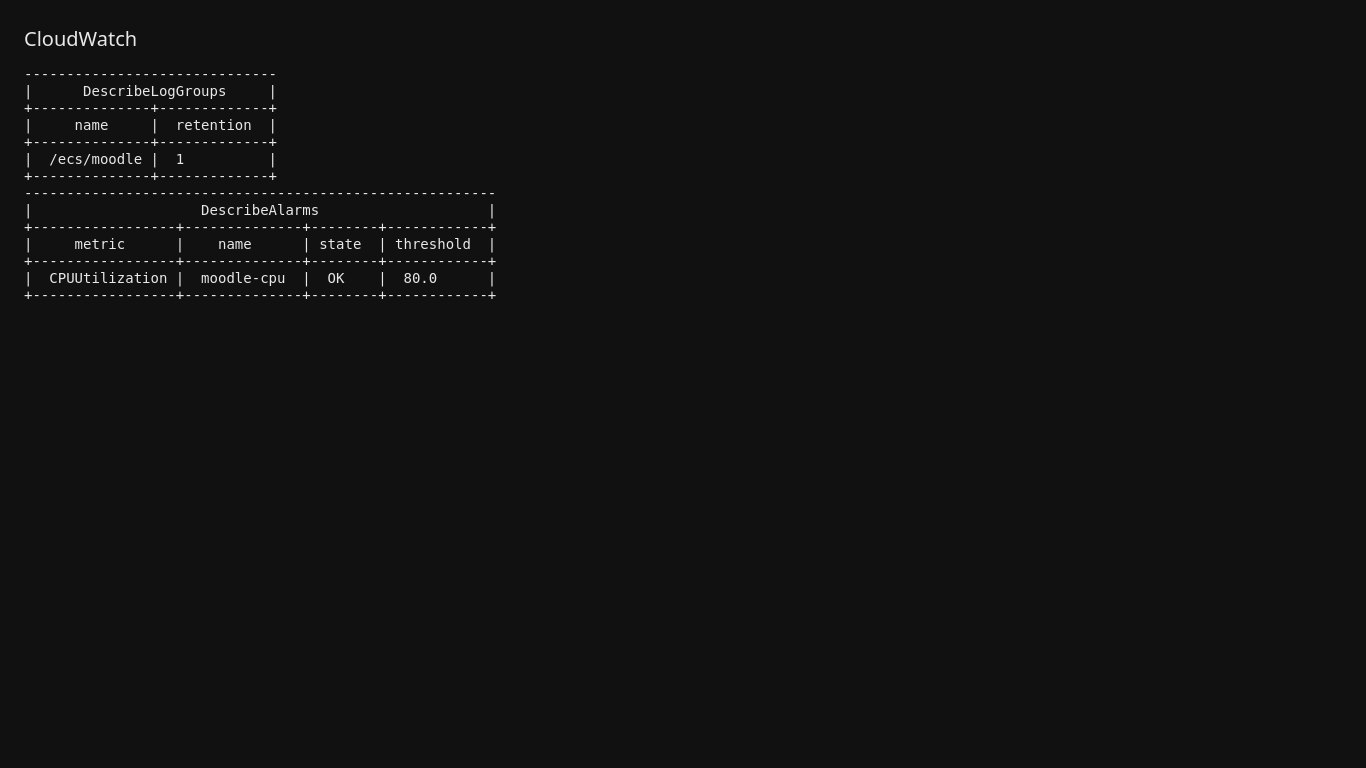 CloudWatch
------------------------------
|      DescribeLogGroups     |
+--------------+-------------+
|     name     |  retention  |
+--------------+-------------+
|  /ecs/moodle |  1          |
+--------------+-------------+
--------------------------------------------------------
|                    DescribeAlarms                    |
+-----------------+--------------+--------+------------+
|     metric      |    name      | state  | threshold  |
+-----------------+--------------+--------+------------+
|  CPUUtilization |  moodle-cpu  |  OK    |  80.0      |
+-----------------+--------------+--------+------------+